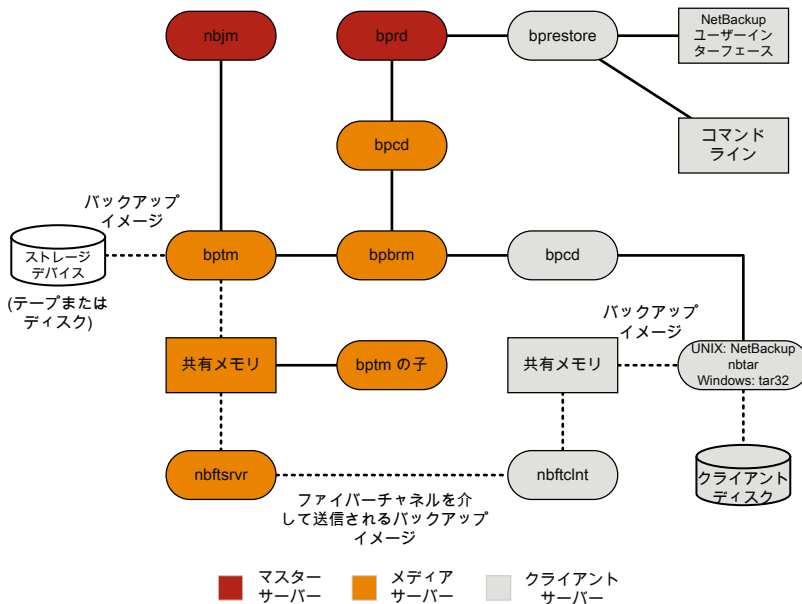 nbjm
bprd
bprestore
NetBackup
ユーザーイン
ターフェース
bpcd
コマンド
ライン
バックアップ
イメージ
ストレージ
デバイス
bptm
bpbrm
bpcd
(テープまたは
ディスク)
バックアップ
イメージ
共有メモリ
bptm の子
共有メモリ
UNIX: NetBackup
nbtar
Windows: tar32
nbftsrvr
nbftclnt
クライアント
ディスク
ファイバーチャネルを介
して送信されるバックアップ
イメージ
マスター
サーバー
メディア
サーバー
クライアント
サーバー